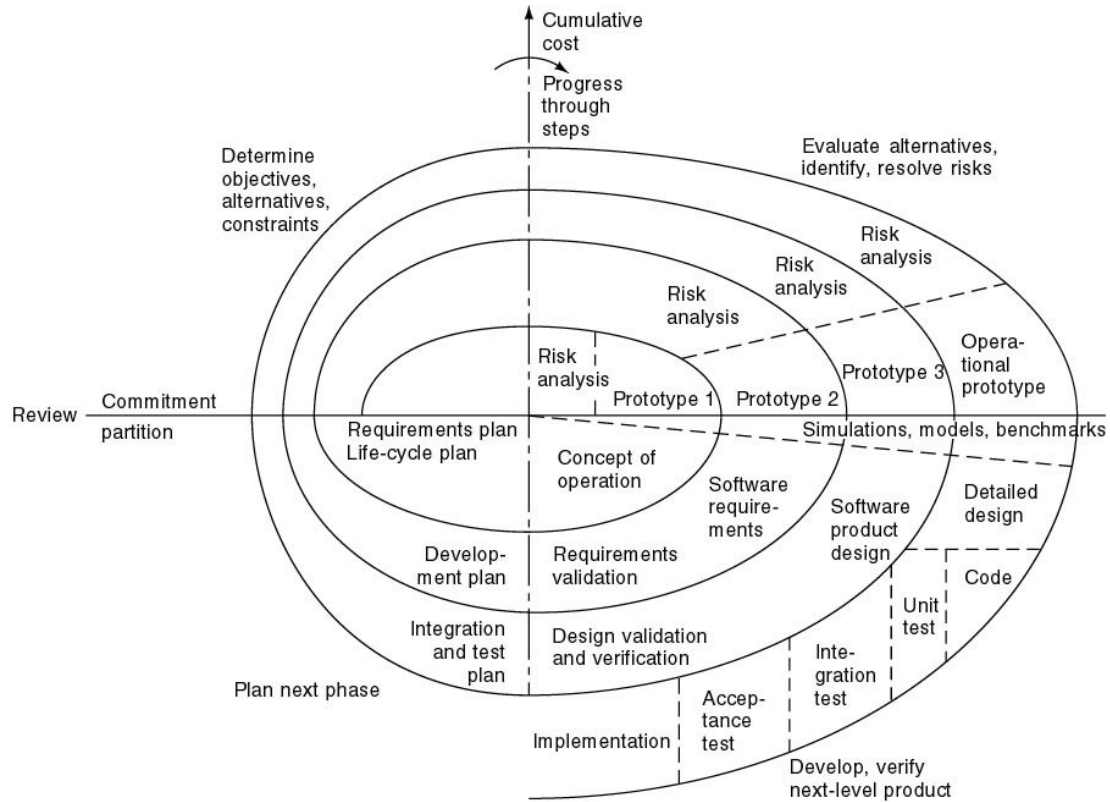 Cumulative
cost
Progress
through
steps
Determine
objectives,
alternatives,
constraints
Evaluate alternatives,
identify, resolve risks
Risk
analysis
Risk
analysis
Risk
analysis
Risk
analysis
Prototype 1
Prototype 2
Prototype 3
Opera-
tional
prototype
Review
Commitment
partition
Requirements plan
Life-cycle plan
Concept of
operation
Simulations, models, benchmarks
Software
require-
ments
Software
product
design
Detailed
design
Develop-
ment plan
Requirements
validation
Code
Unit
test
Integration
and test
plan
Design validation
and verification
Inte-
gration
test
Plan next phase
Accep-
tance
test
Implementation
Develop, verify
next-level product